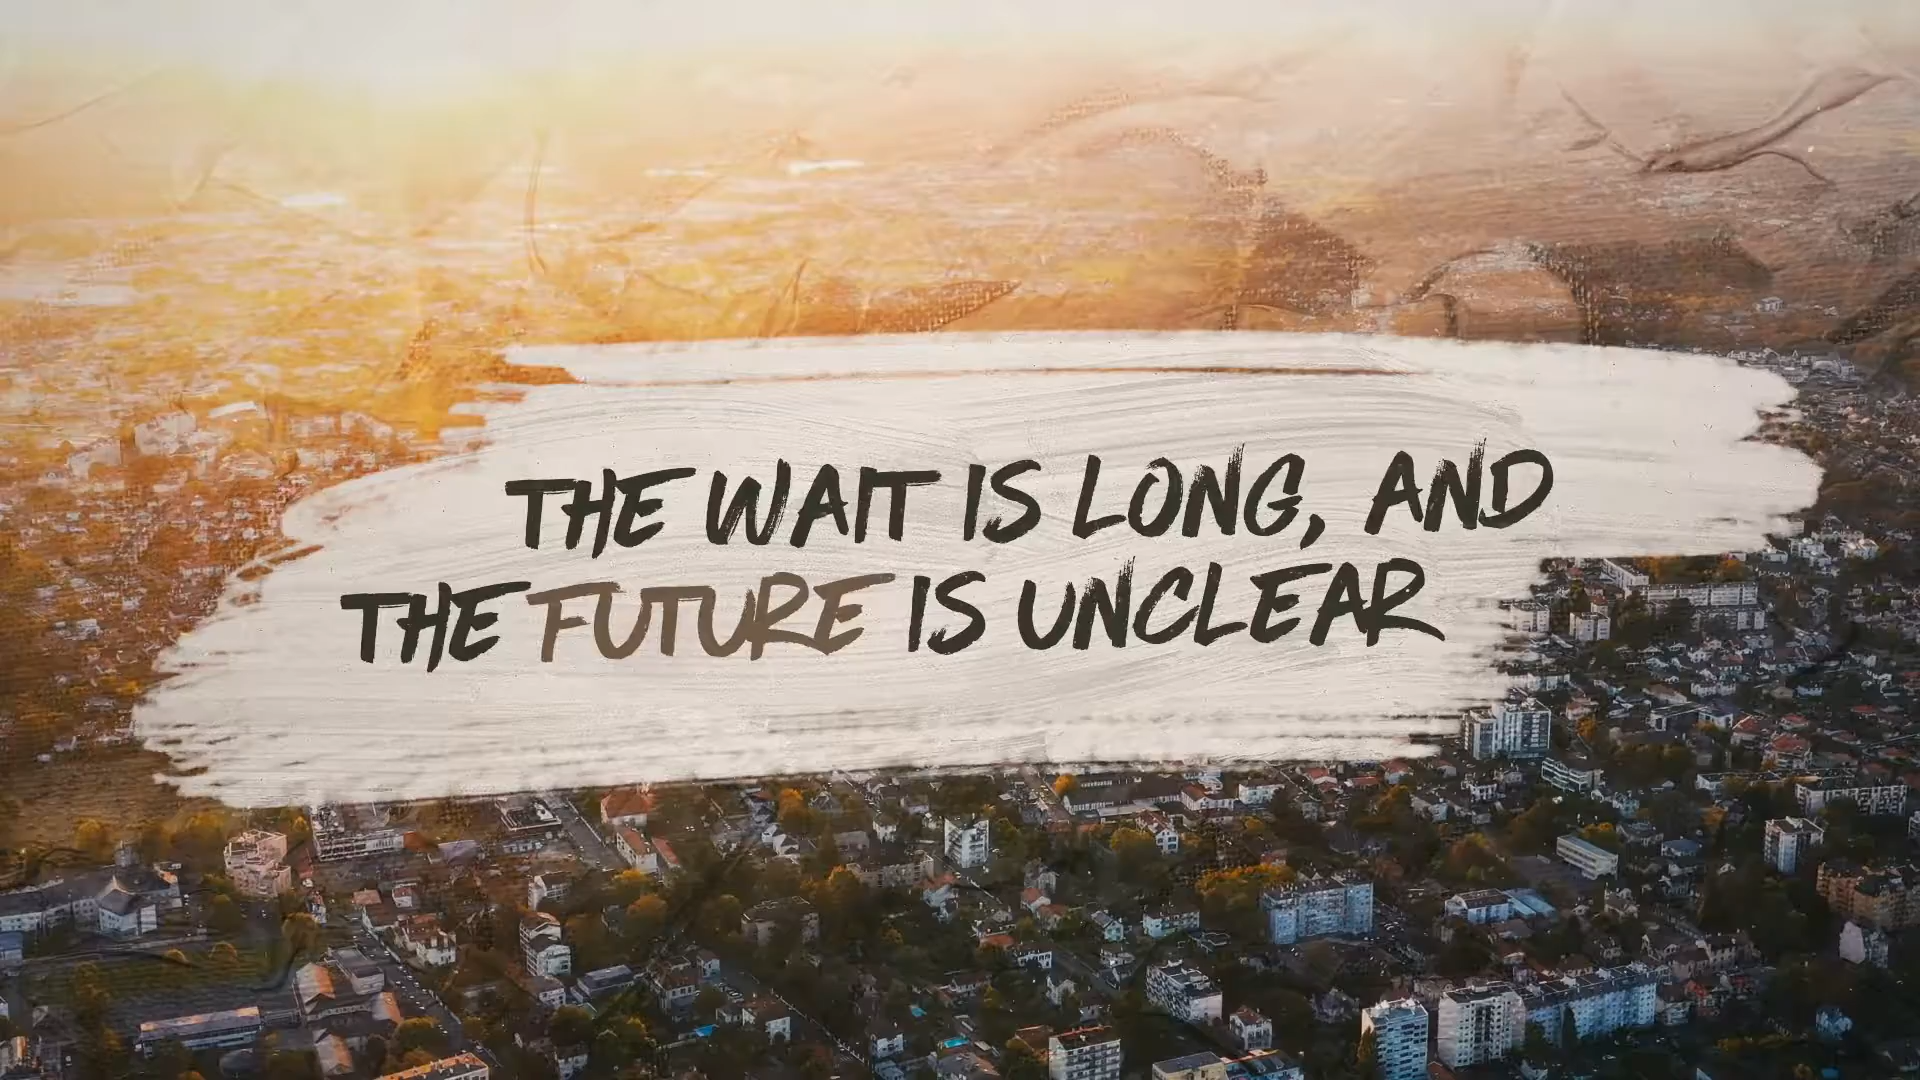 THE WAIT IS LONG, AND
THE FUTURE IS UNCLEAR